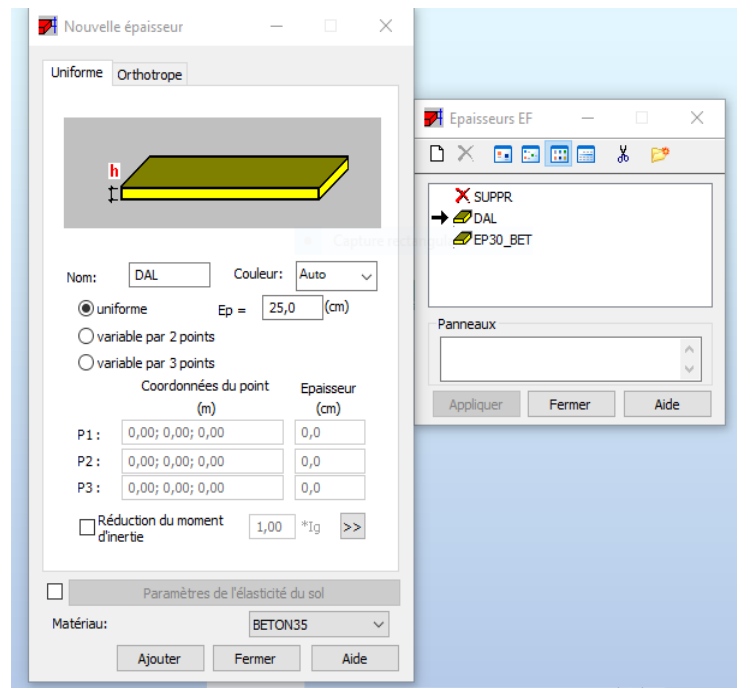 Nouvelle épaisseur
Uniforme Orthotrope
h
Nom: DAL Couleur: Auto
uniforme Ep = 25,0 (cm)
variable par 2 points
variable par 3 points
Coordonnées du point Epaisseur
(m) (cm)
P1 : 0,00; 0,00; 0,00 0,0
P2 : 0,00; 0,00; 0,00 0,0
P3 : 0,00; 0,00; 0,00 0,0
Réduction du moment
d'inertie 1,00 *Ig >>
Paramètres de l'élasticité du sol
Matériau: BETON35
Ajouter Fermer Aide
Epaisseurs EF
SUPPR
DAL
EP30_BET
Capture rectangul
Panneaux
Appliquer Fermer Aide